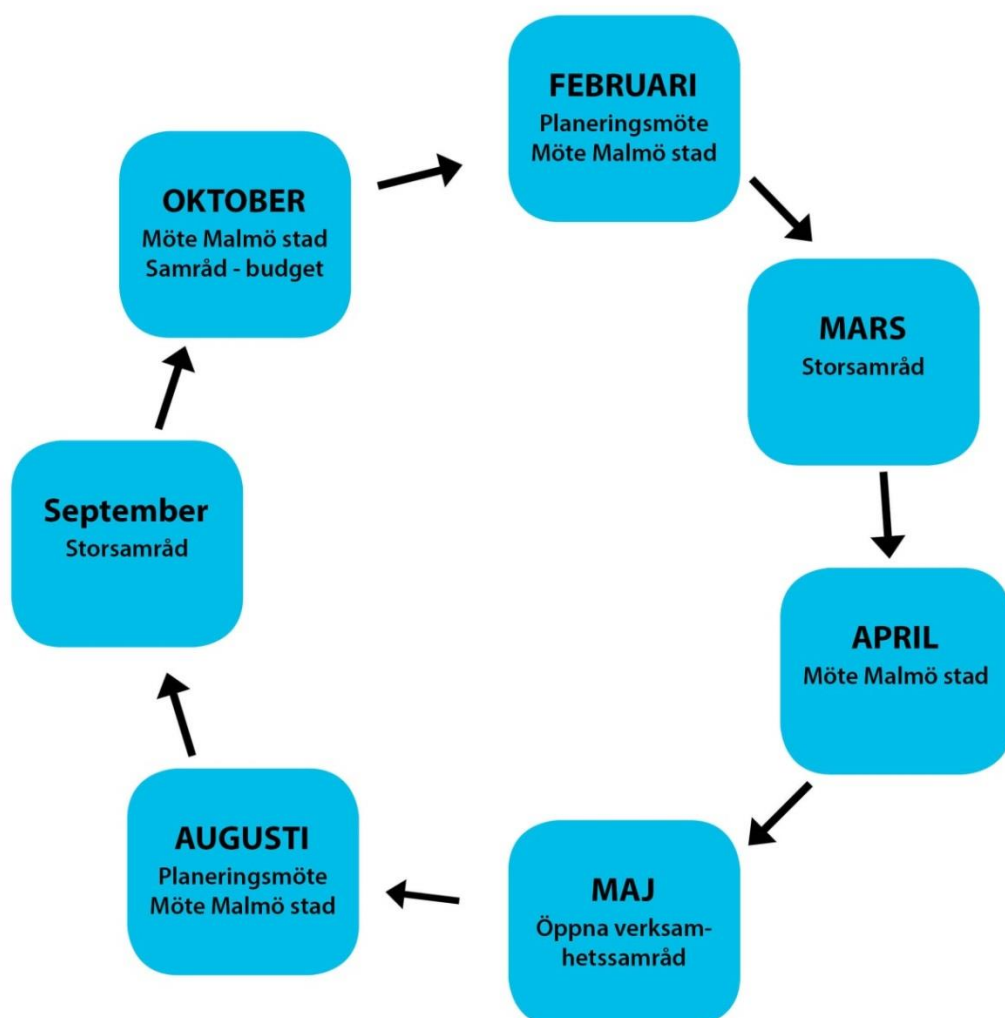 FEBRUARI
Planeringsmöte
Möte Malmö stad
MARS
Storsamråd
APRIL
Möte Malmö stad
MAJ
Öppna verksam-
hetssamråd
AUGUSTI
Planeringsmöte
Möte Malmö stad
September
Storsamråd
OKTOBER
Möte Malmö stad
Samråd - budget